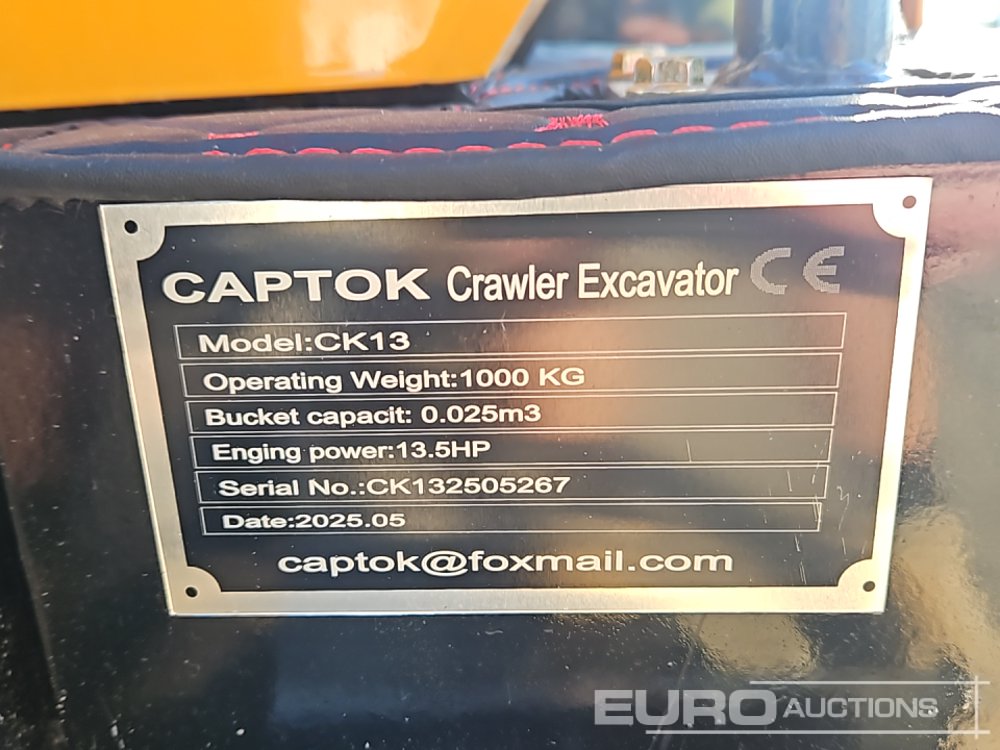 CAPTOK Crawler Excavator CE
Model:CK13
Operating Weight:1000 KG
Bucket capacit: 0.025m3
Enging power:13.5HP
Serial No.:CK132505267
Date:2025.05
captok@foxmail.com
EURO AUCTIONS